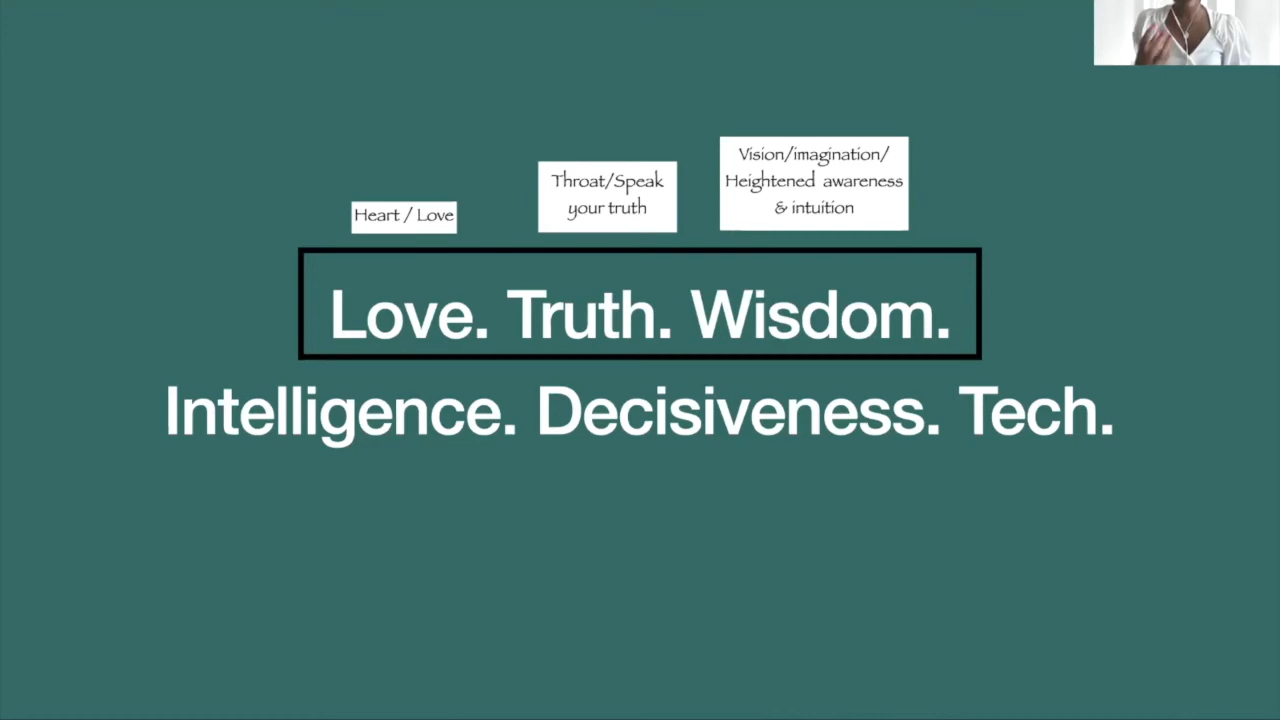 Heart / Love
Throat/Speak
your truth
Vision/imagination/
Heightened awareness
& intuition
Love. Truth. Wisdom.
Intelligence. Decisiveness. Tech.